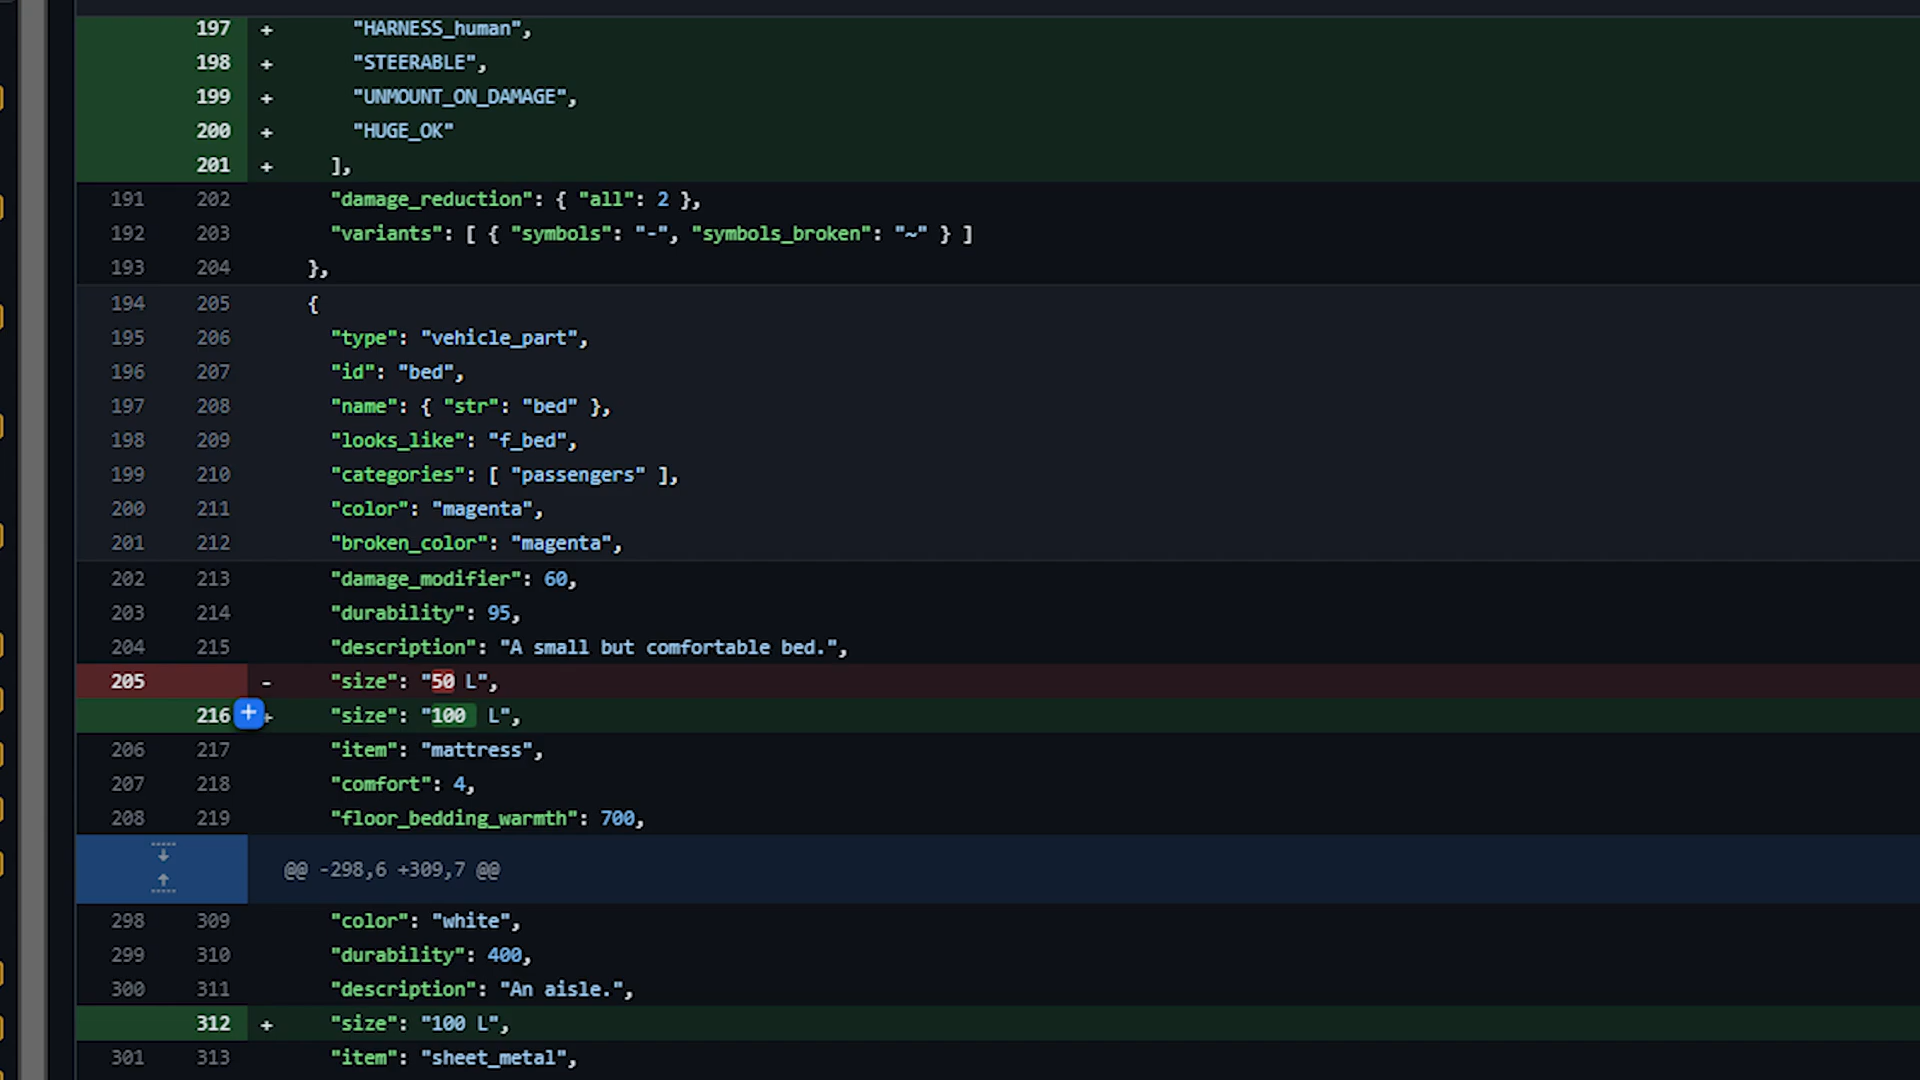 197 + "HARNESS_human",
198 + "STEERABLE",
199 + "UNMOUNT_ON_DAMAGE",
200 + "HUGE_OK"
201 + ],
191 202 "damage_reduction": { "all": 2 },
192 203 "variants": [ { "symbols": "-", "symbols_broken": "~" } ]
193 204 },
194 205 {
195 206 "type": "vehicle_part",
196 207 "id": "bed",
197 208 "name": { "str": "bed" },
198 209 "looks_like": "f_bed",
199 210 "categories": [ "passengers" ],
200 211 "color": "magenta",
201 212 "broken_color": "magenta",
202 213 "damage_modifier": 60,
203 214 "durability": 95,
204 215 "description": "A small but comfortable bed.",
205 - "size": "50 L",
216 + "size": "100  L",
206 217 "item": "mattress",
207 218 "comfort": 4,
208 219 "floor_bedding_warmth": 700,
@@ -298,6 +309,7 @@
298 309 "color": "white",
299 310 "durability": 400,
300 311 "description": "An aisle.",
312 + "size": "100 L",
301 313 "item": "sheet_metal",